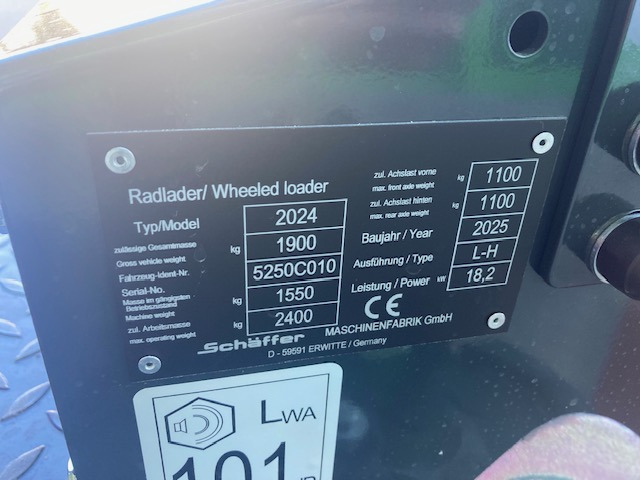 Radlader/ Wheeled loader
Typ/Model 2024
zulässige Gesamtmasse
Gross vehicle weight kg 1900
Fahrzeug-Ident-Nr.
Serial-No. 5250C010
Masse im gängigsten
Betriebszustand
Machine weight kg 1550
zul. Arbeitsmasse
max. operating weight kg 2400
zul. Achslast vorne
max. front axle weight kg 1100
zul. Achslast hinten
max. rear axle weight kg 1100
Baujahr / Year 2025
Ausführung / Type L-H
Leistung / Power kW 18,2
CE
Schäffer MASCHINENFABRIK GmbH
D - 59591 ERWITTE / Germany
LWA
101